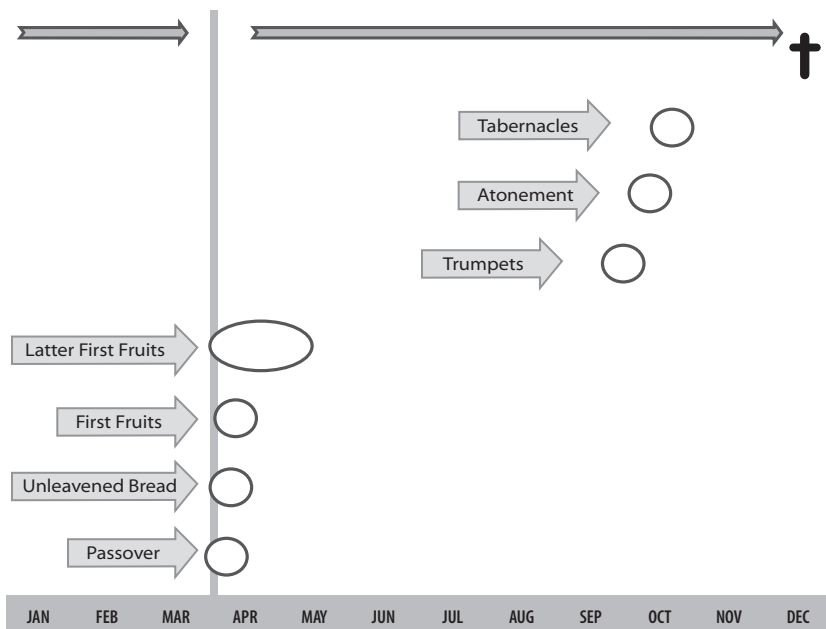 Tabernacles
Atonement
Trumpets
Latter First Fruits
First Fruits
Unleavened Bread
Passover
JAN FEB MAR APR MAY JUN JUL AUG SEP OCT NOV DEC